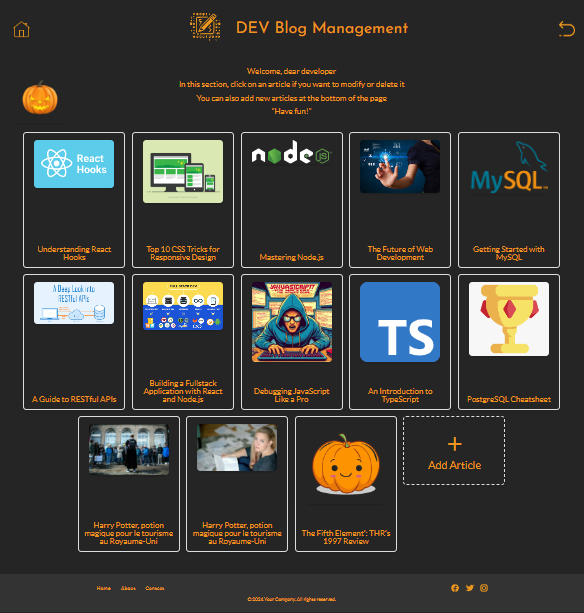 DEV Blog Management
Welcome, dear developer
In this section, click on an article if you want to modify or delete it
You can also add new articles at the bottom of the page
"Have fun!"
React
Hooks
Understanding React
Hooks
Top 10 CSS Tricks for
Responsive Design
node
JS
Mastering Node.js
The Future of Web
Development
MySQL
Getting Started with
MySQL
A Deep Look into
RESTful APIs
A Guide to RESTful APIs
Building a Fullstack
Application with React
and Node.js
Debugging JavaScript
Like a Pro
TS
An Introduction to
TypeScript
PostgreSQL Cheatsheet
Harry Potter, potion
magique pour le tourisme
au Royaume-Uni
Harry Potter, potion
magique pour le tourisme
au Royaume-Uni
The Fifth Element': THR's
1997 Review
+
Add Article
Home About Contact
©2024 Your Company. All rights reserved.